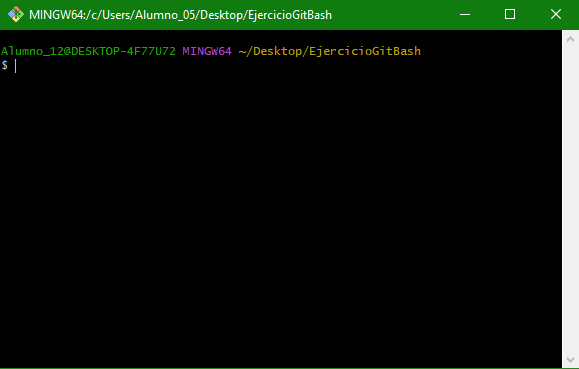 MINGW64:/c/Users/Alumno_05/Desktop/EjercicioGitBash
Alumno_12@DESKTOP-4F77U72 MINGW64 ~/Desktop/EjercicioGitBash
$